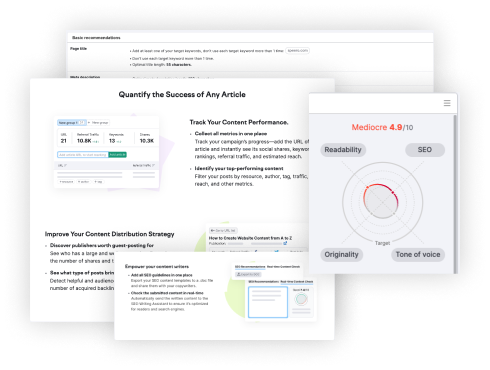 Basic recommendations
Page title
• Add at least one of your target keywords, don't use each target keyword more than 1 time:
• Don't use each target keyword more than 1 time.
• Optimal title length: 55 characters.
Meta description
Quantify the Success of Any Article
New group 1
URL
Referral Traffic
Keywords
Shares
21
10.8K
13
10.3K
Track Your Content Performance.
• Collect all metrics in one place
Track your campaign's progress—add the URL of
article and instantly see its social shares, keywor
rankings, referral traffic, and estimated reach.
• Identify your top-performing content
Filter your posts by resource, author, tag, traffic,
reach, and other metrics.
Mediocre 4.9/10
Readability
SEO
Target
Originality
Tone of voice
Improve Your Content Distribution Strategy
• Discover publishers worth guest-posting for
See who has a large and
the number of shares and
• See what type of posts bring
Detect helpful and audien
number of acquired backlin
How to Create Website Content from A to Z
Empower your content writers
• Add all SEO guidelines in one place
Export your SEO content templates to a .doc file
and share them with your copywriters.
• Check the submitted content in real-time
Automatically send the written content to the
SEO Writing Assistant to ensure it's optimized
for readers and search engines.
SEO Recommendations
Real-time Content Check